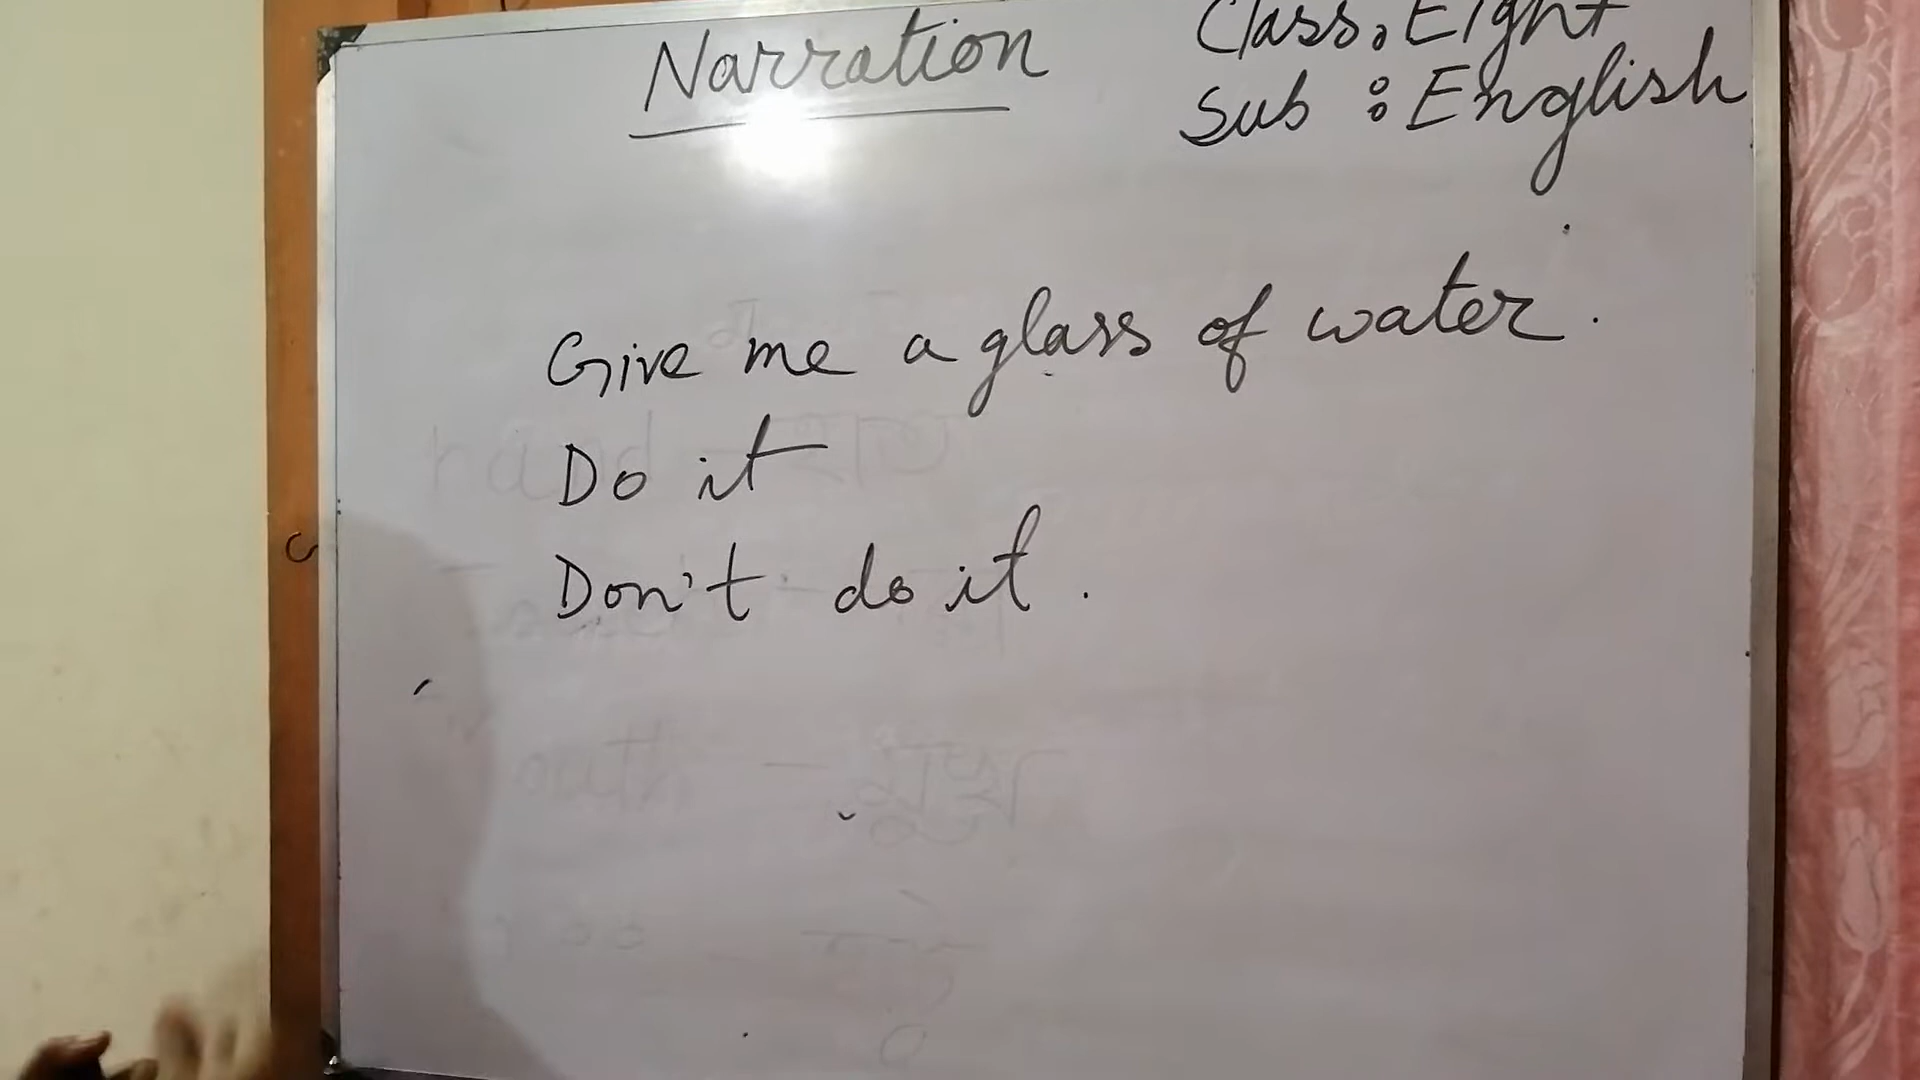 Narration
Class: Eight
Sub : English
Give me a glass of water.
Do it
Don't do it.